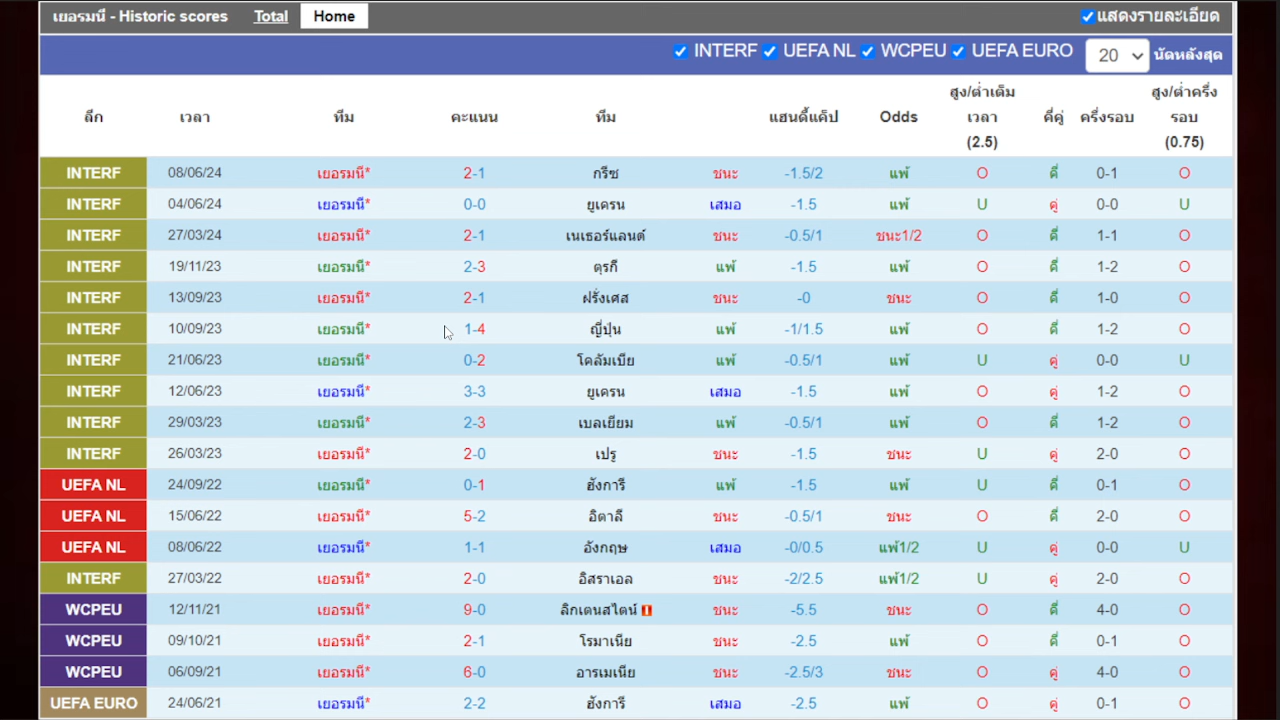 เยอรมนี - Historic scores Total Home แสดงรายละเอียด
INTERF UEFA NL WCPEU UEFA EURO 20 นัดหลังสุด
ลีก เวลา ทีม คะแนน ทีม แฮนดี้แค็ป Odds สูง/ต่ำเต็มเวลา (2.5) คี่คู่ ครึ่งรอบ สูง/ต่ำครึ่งรอบ (0.75)
INTERF 08/06/24 เยอรมนี* 2-1 กรีซ ชนะ -1.5/2 แพ้ O คี่ 0-1 O
INTERF 04/06/24 เยอรมนี* 0-0 ยูเครน เสมอ -1.5 แพ้ U คู่ 0-0 U
INTERF 27/03/24 เยอรมนี* 2-1 เนเธอร์แลนด์ ชนะ -0.5/1 ชนะ1/2 O คี่ 1-1 O
INTERF 19/11/23 เยอรมนี* 2-3 ตุรกี แพ้ -1.5 แพ้ O คี่ 1-2 O
INTERF 13/09/23 เยอรมนี* 2-1 ฝรั่งเศส ชนะ -0 ชนะ O คี่ 1-0 O
INTERF 10/09/23 เยอรมนี* 1-4 ญี่ปุ่น แพ้ -1/1.5 แพ้ O คี่ 1-2 O
INTERF 21/06/23 เยอรมนี* 0-2 โคลัมเบีย แพ้ -0.5/1 แพ้ U คู่ 0-0 U
INTERF 12/06/23 เยอรมนี* 3-3 ยูเครน เสมอ -1.5 แพ้ O คู่ 1-2 O
INTERF 29/03/23 เยอรมนี* 2-3 เบลเยียม แพ้ -0.5/1 แพ้ O คี่ 1-2 O
INTERF 26/03/23 เยอรมนี* 2-0 เปรู ชนะ -1.5 ชนะ U คู่ 2-0 O
UEFA NL 24/09/22 เยอรมนี* 0-1 ฮังการี แพ้ -1.5 แพ้ U คี่ 0-1 O
UEFA NL 15/06/22 เยอรมนี* 5-2 อิตาลี ชนะ -0.5/1 ชนะ O คี่ 2-0 O
UEFA NL 08/06/22 เยอรมนี* 1-1 อังกฤษ เสมอ -0/0.5 แพ้1/2 U คู่ 0-0 U
INTERF 27/03/22 เยอรมนี* 2-0 อิสราเอล ชนะ -2/2.5 แพ้1/2 U คู่ 2-0 O
WCPEU 12/11/21 เยอรมนี* 9-0 ลิกเตนสไตน์ 1 ชนะ -5.5 ชนะ O คี่ 4-0 O
WCPEU 09/10/21 เยอรมนี* 2-1 โรมาเนีย ชนะ -2.5 แพ้ O คี่ 0-1 O
WCPEU 06/09/21 เยอรมนี* 6-0 อาร์เมเนีย ชนะ -2.5/3 ชนะ O คู่ 4-0 O
UEFA EURO 24/06/21 เยอรมนี* 2-2 ฮังการี เสมอ -2.5 แพ้ O คู่ 0-1 O